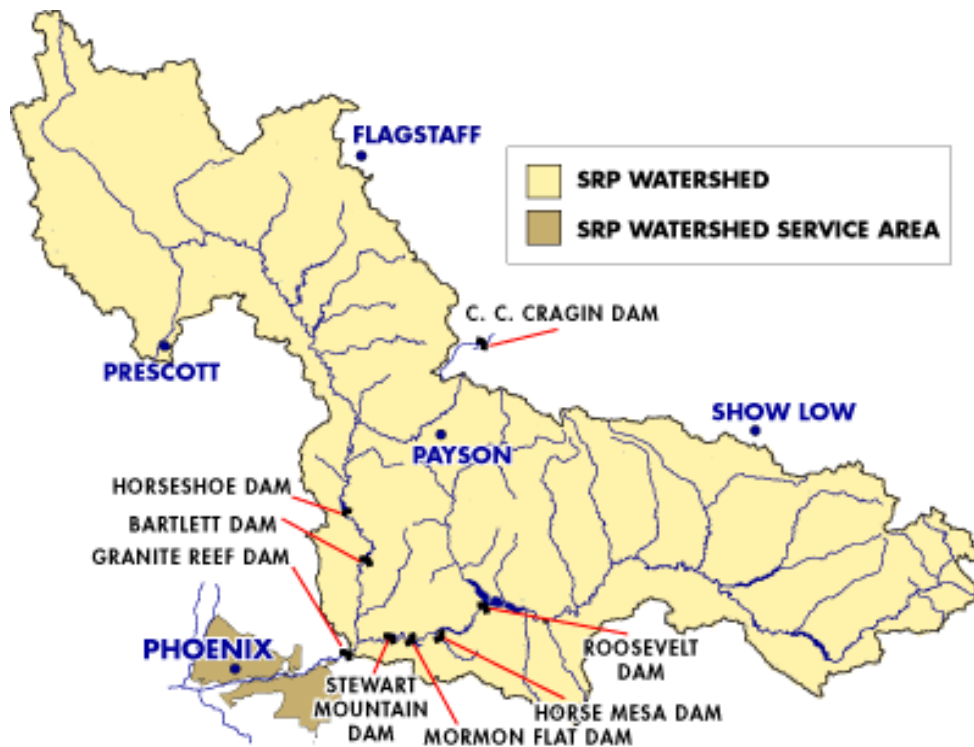 FLAGSTAFF
SRP WATERSHED
SRP WATERSHED SERVICE AREA
C. C. CRAGIN DAM
PRESCOTT
SHOW LOW
PAYSON
HORSESHOE DAM
BARTLETT DAM
GRANITE REEF DAM
PHOENIX
ROOSEVELT
DAM
STEWART
MOUNTAIN
DAM
HORSE MESA DAM
MORMON FLAT DAM